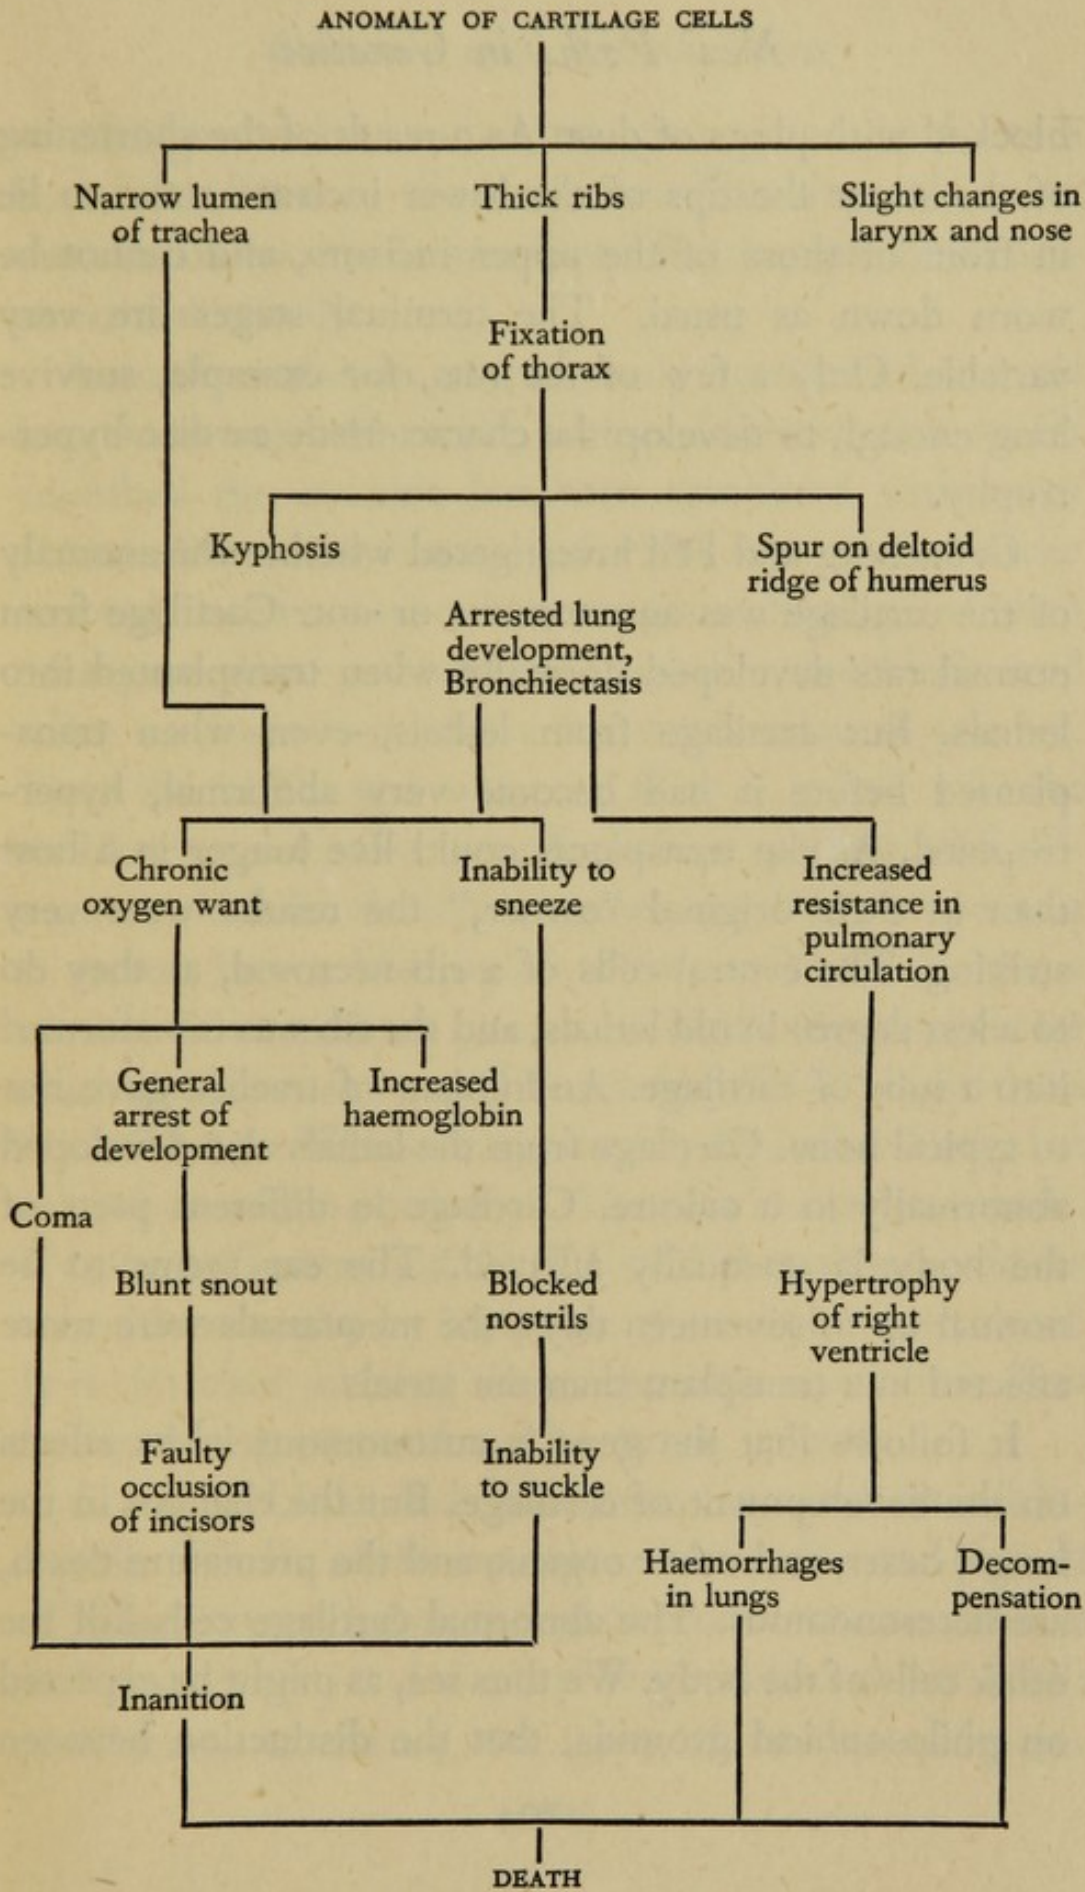 ANOMALY OF CARTILAGE CELLS
Narrow lumen
of trachea
Thick ribs
Slight changes in
larynx and nose
Fixation
of thorax
Kyphosis
Spur on deltoid
ridge of humerus
Arrested lung
development,
Bronchiectasis
Chronic
oxygen want
Inability to
sneeze
Increased
resistance in
pulmonary
circulation
General
arrest of
development
Increased
haemoglobin
Coma
Blunt snout
Blocked
nostrils
Hypertrophy
of right
ventricle
Faulty
occlusion
of incisors
Inability
to suckle
Haemorrhages
in lungs
Decom-
pensation
Inanition
DEATH